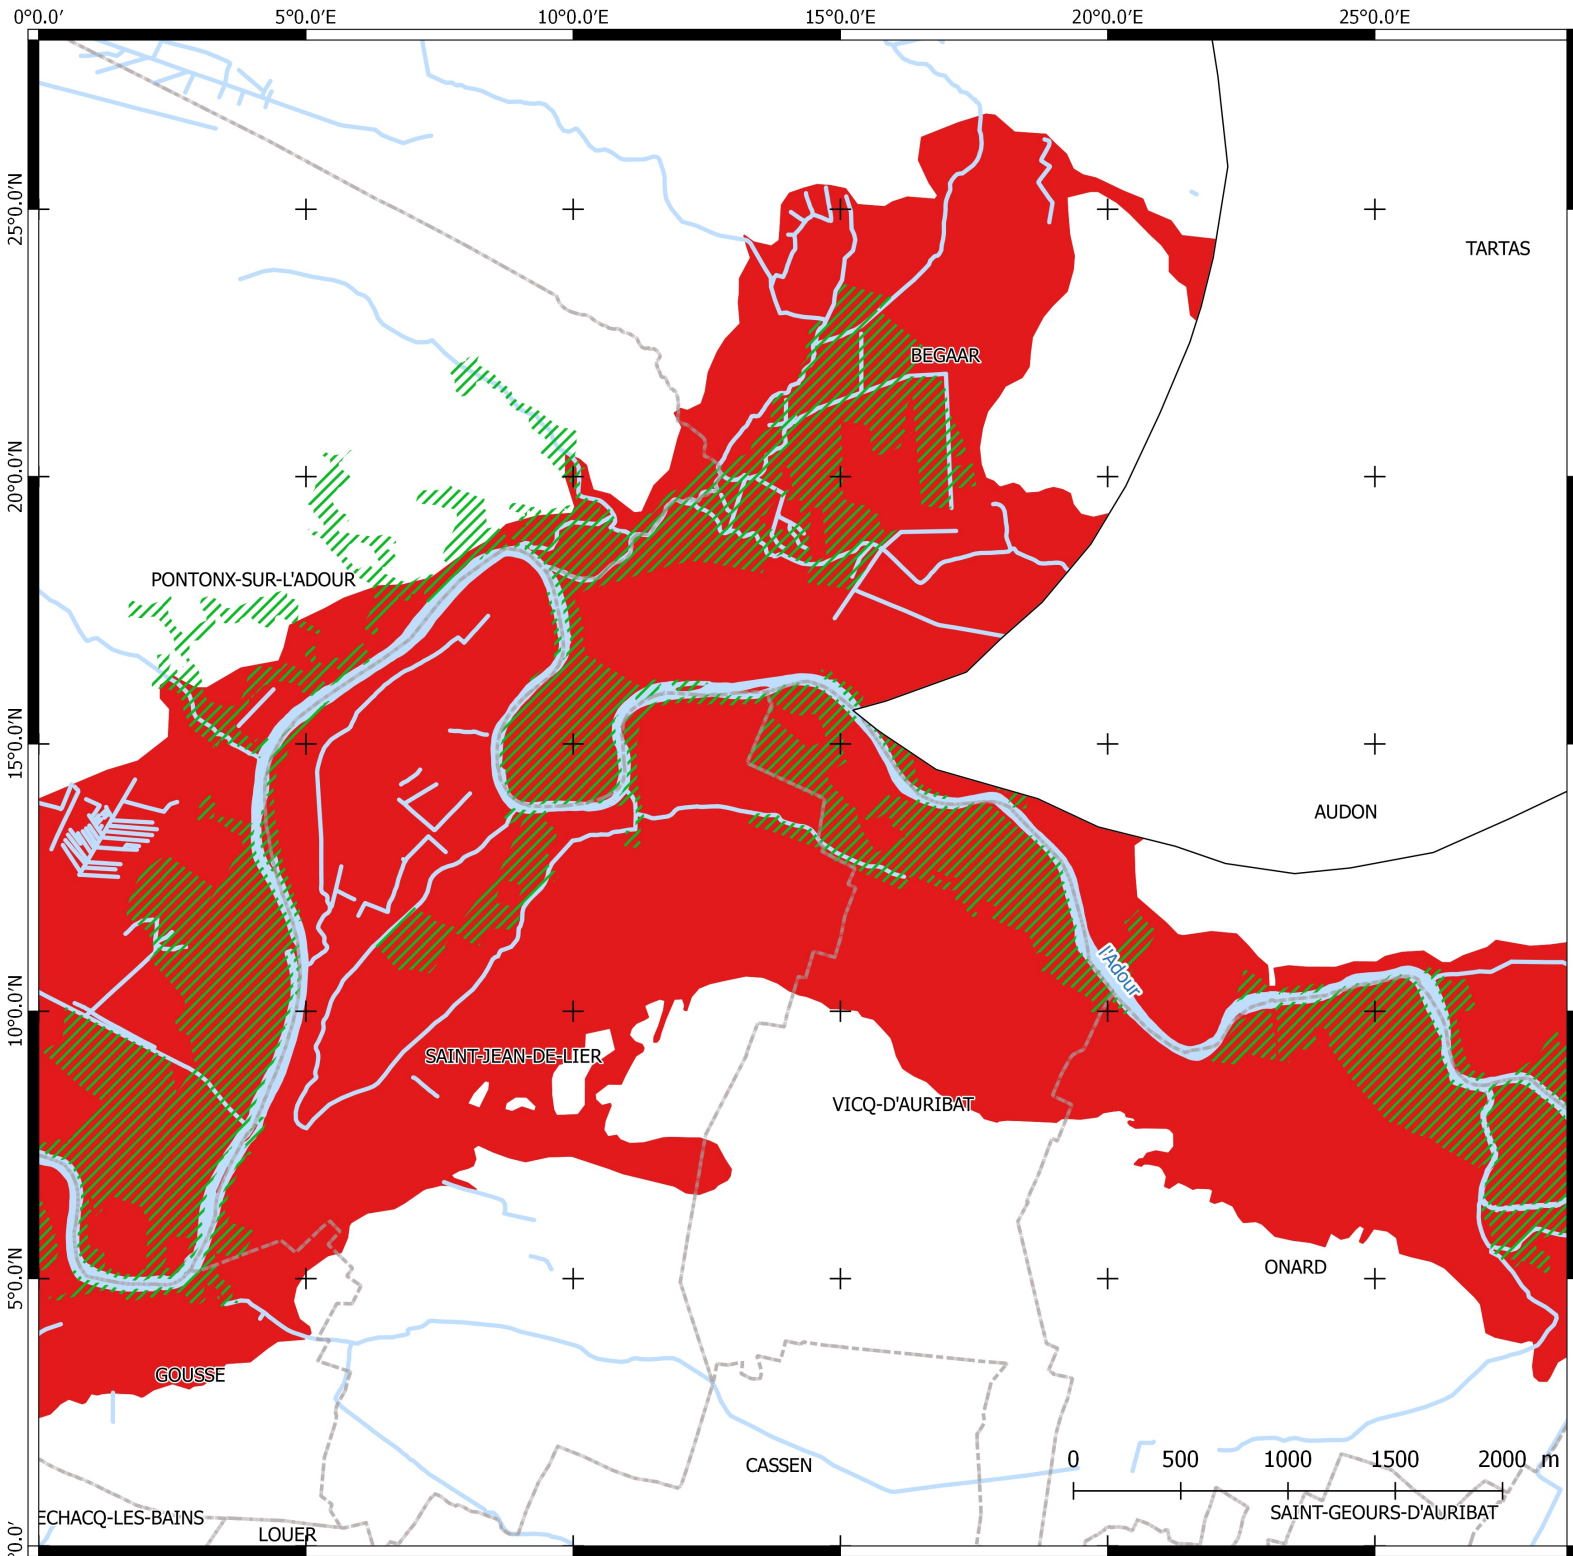 0°0.0′ 5°0.0′E 10°0.0′E 15°0.0′E 20°0.0′E 25°0.0′E
25°0.0′N
TARTAS
BEGAAR
20°0.0′N
PONTONX-SUR-L'ADOUR
15°0.0′N
AUDON
l'Adour
10°0.0′N
SAINT-JEAN-DE-LIER
VICQ-D'AURIBAT
5°0.0′N
ONARD
GOUSSE
CASSEN
0 500 1000 1500 2000 m
ECHACQ-LES-BAINS
SAINT-GEOURS-D'AURIBAT
LOUER
°0.0′